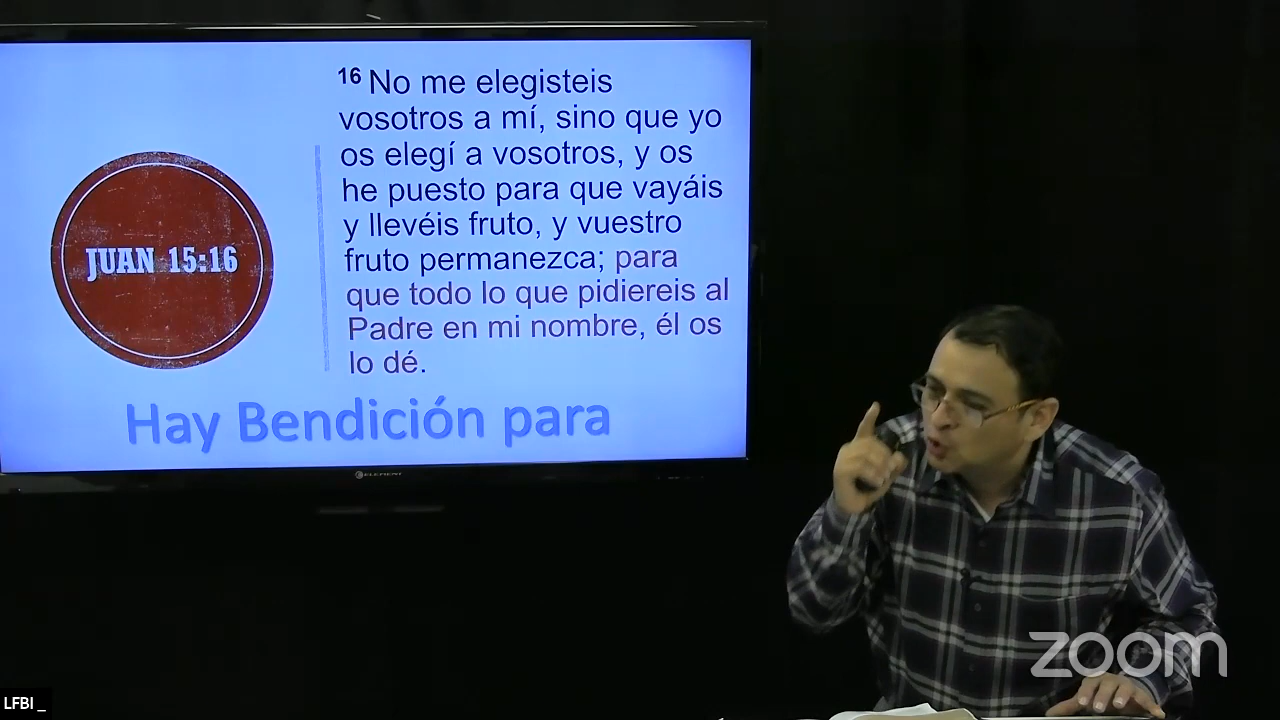 16 No me elegisteis
vosotros a mí, sino que yo
os elegí a vosotros, y os
he puesto para que vayáis
y llevéis fruto, y vuestro
fruto permanezca; para
que todo lo que pidiereis al
Padre en mi nombre, él os
lo dé.
JUAN 15:16
Hay Bendición para
ELEMENT
zoom
LFBI _